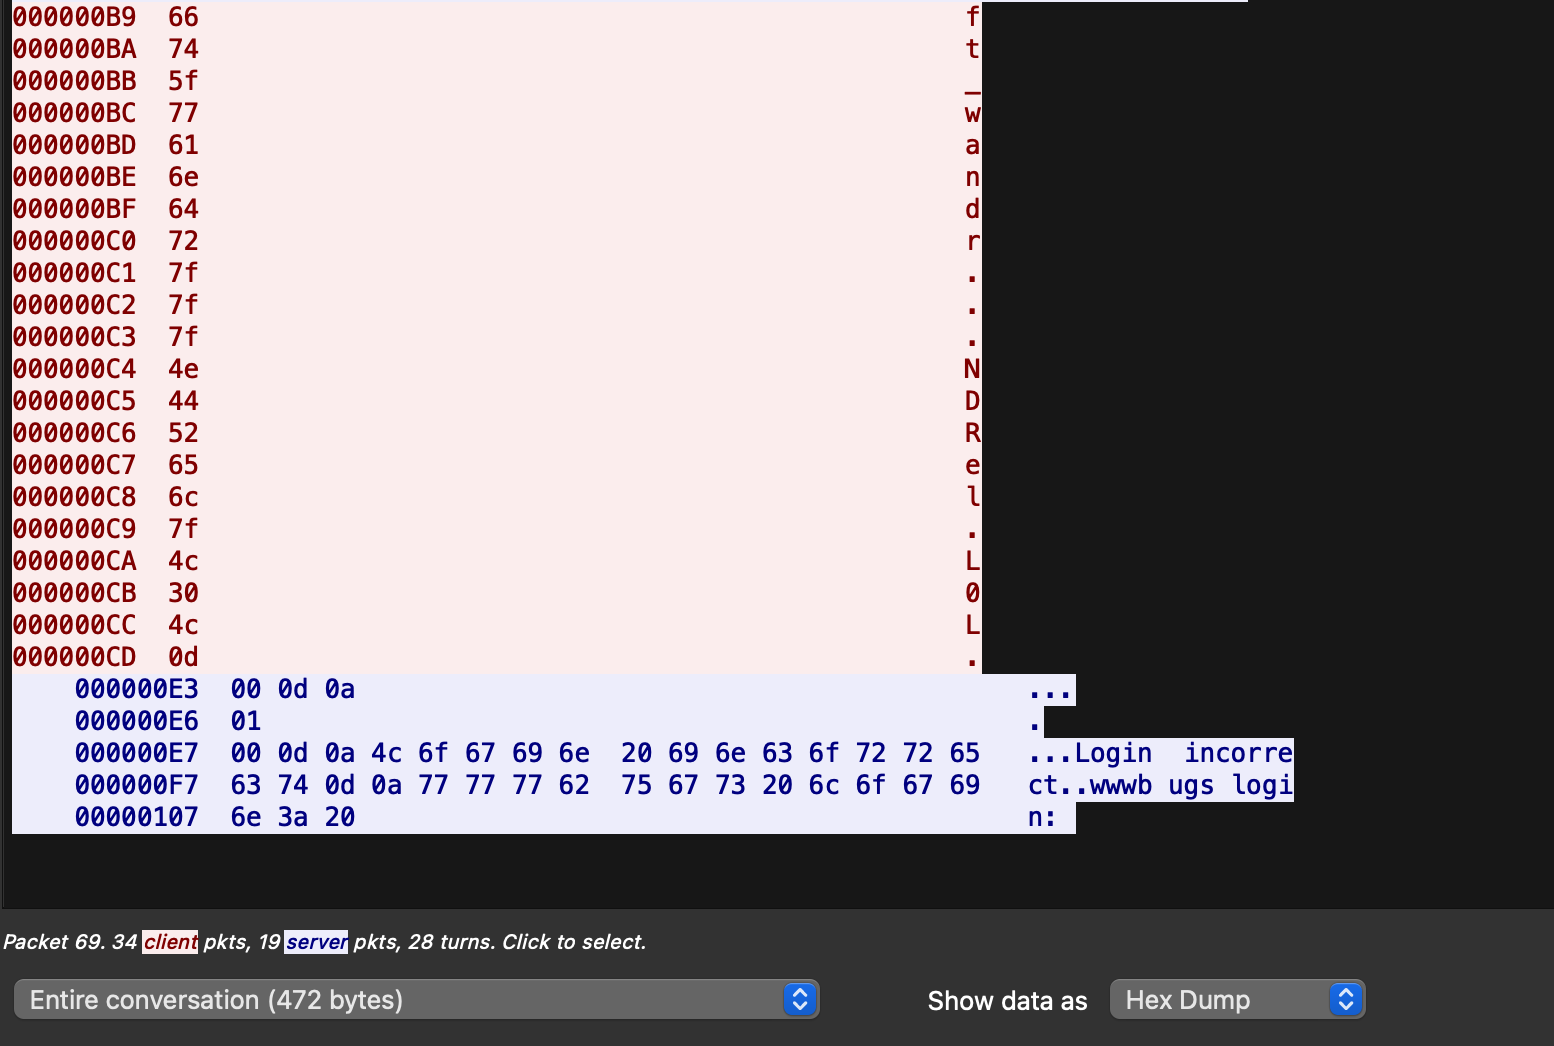 000000B9  66  f
000000BA  74  t
000000BB  5f  _
000000BC  77  w
000000BD  61  a
000000BE  6e  n
000000BF  64  d
000000C0  72  r
000000C1  7f  .
000000C2  7f  .
000000C3  7f  .
000000C4  4e  N
000000C5  44  D
000000C6  52  R
000000C7  65  e
000000C8  6c  l
000000C9  7f  .
000000CA  4c  L
000000CB  30  0
000000CC  4c  L
000000CD  0d  .
000000E3  00 0d 0a  ...
000000E6  01  .
000000E7  00 0d 0a 4c 6f 67 69 6e  20 69 6e 63 6f 72 72 65  ...Login  incorre
000000F7  63 74 0d 0a 77 77 77 62  75 67 73 20 6c 6f 67 69  ct..wwwb ugs logi
00000107  6e 3a 20  n:
Packet 69. 34 client pkts, 19 server pkts, 28 turns. Click to select.
Entire conversation (472 bytes)  Show data as  Hex Dump